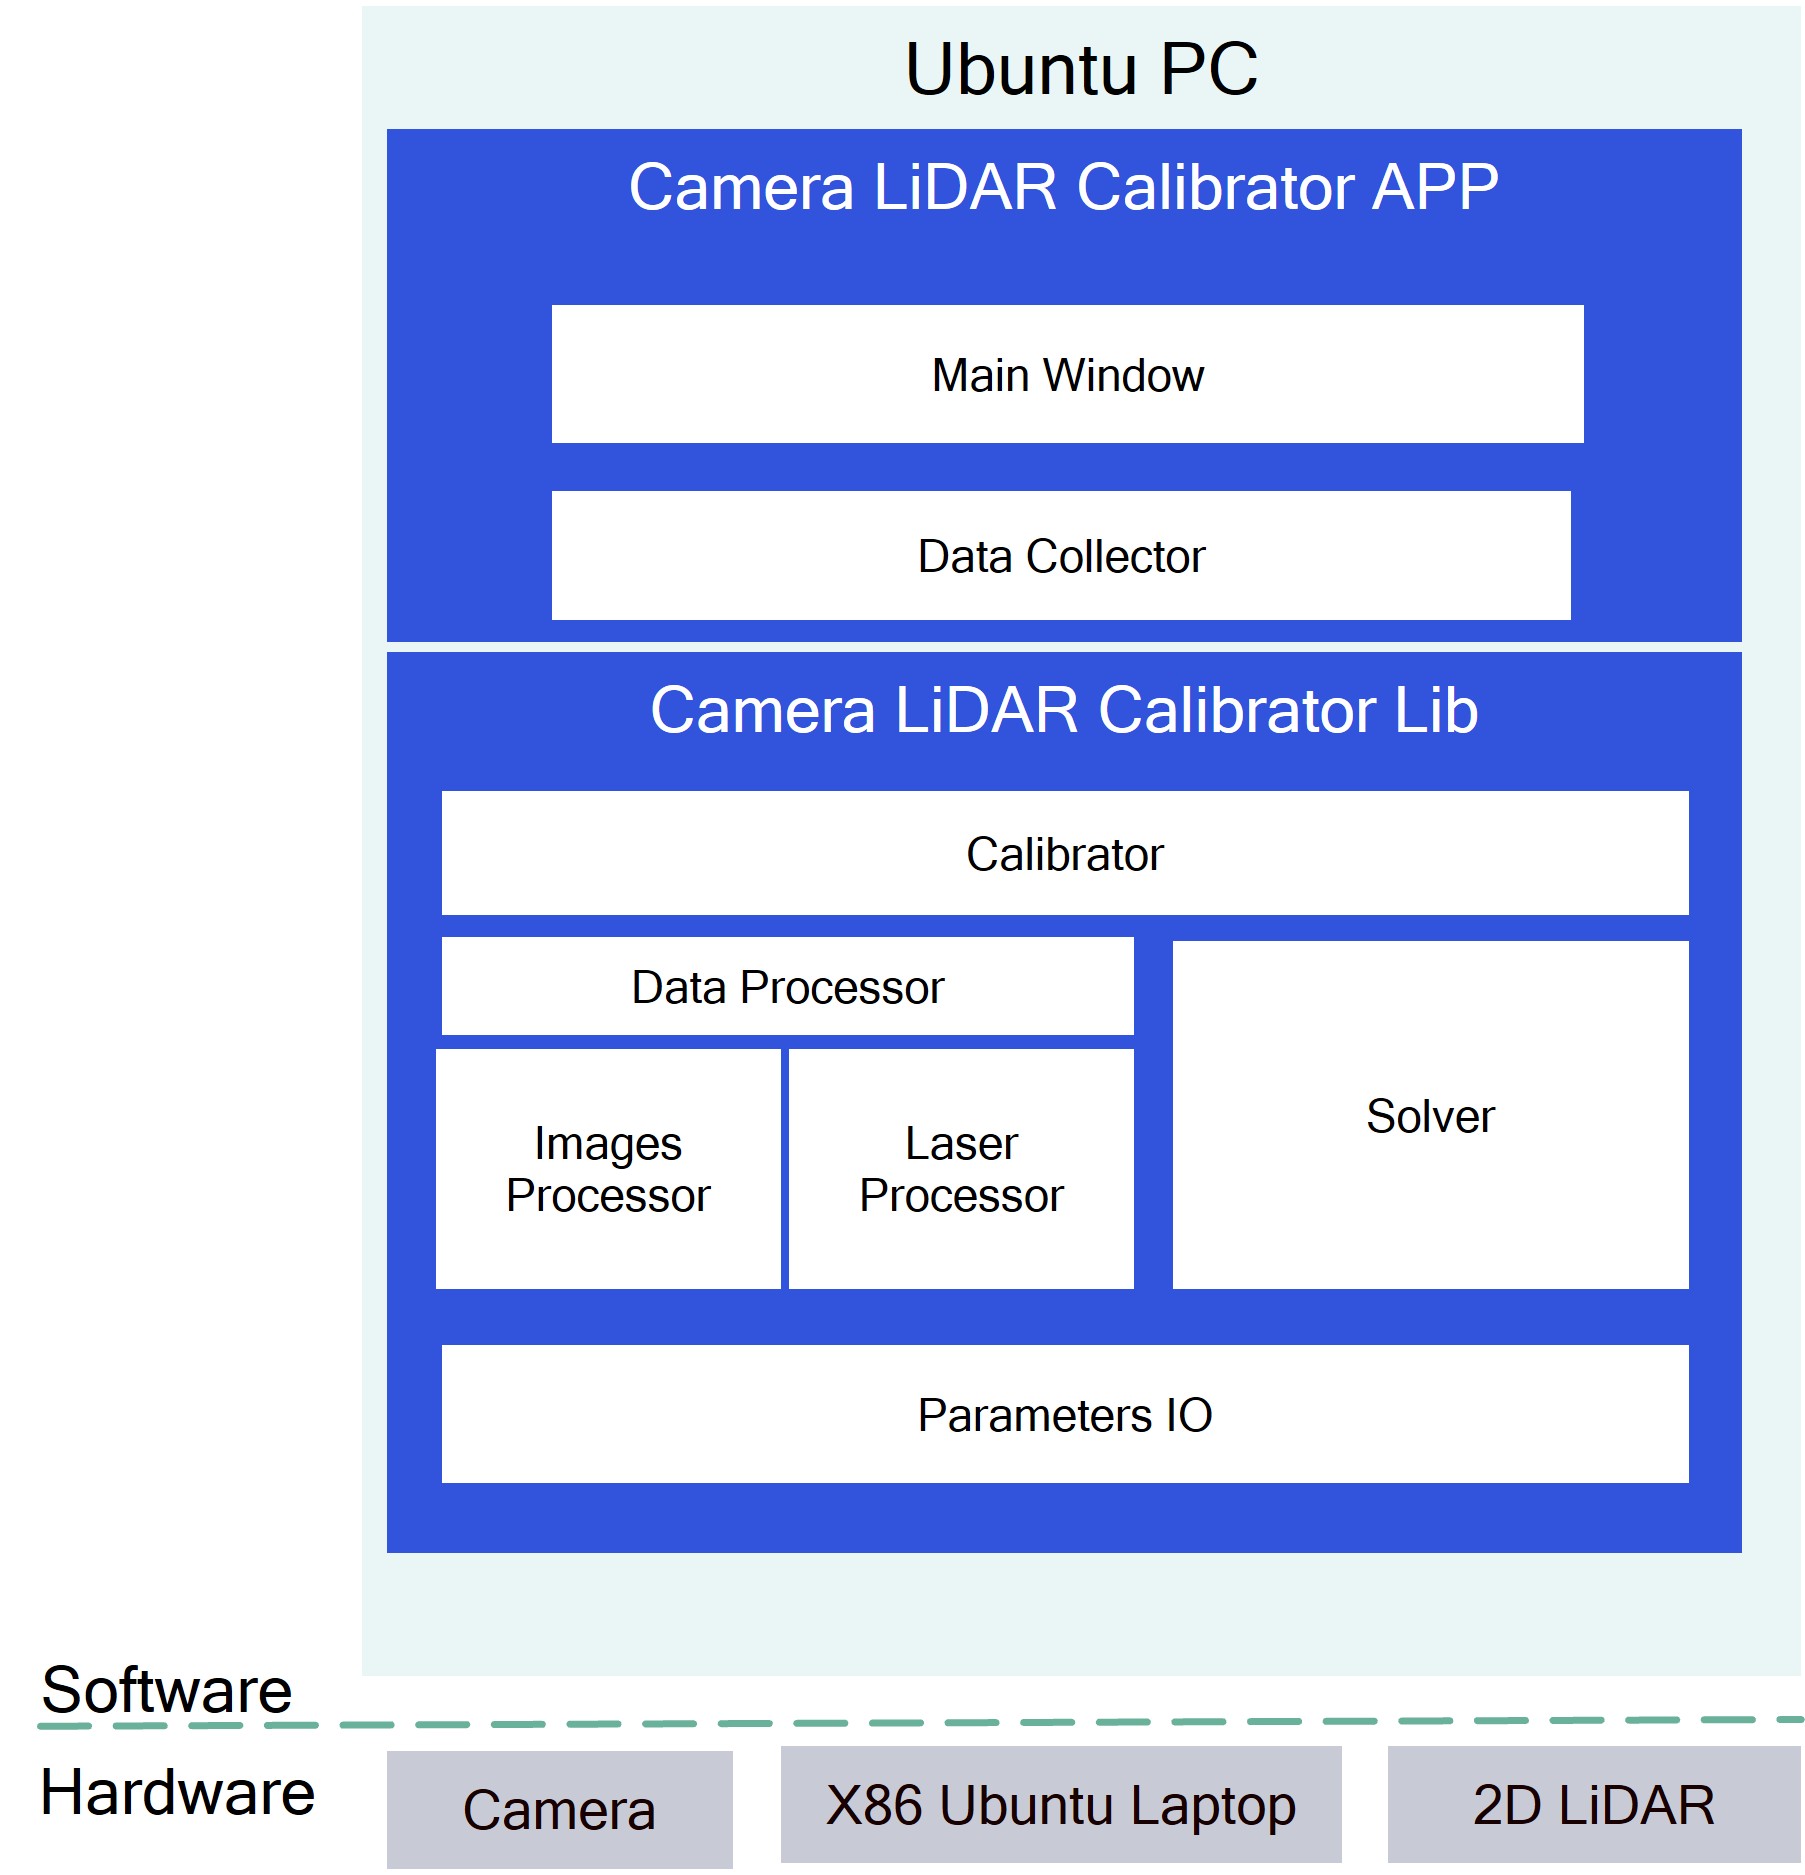 Ubuntu PC
Camera LiDAR Calibrator APP
Main Window
Data Collector
Camera LiDAR Calibrator Lib
Calibrator
Data Processor
Images
Processor
Laser
Processor
Solver
Parameters IO
Software
Hardware
Camera
X86 Ubuntu Laptop
2D LiDAR